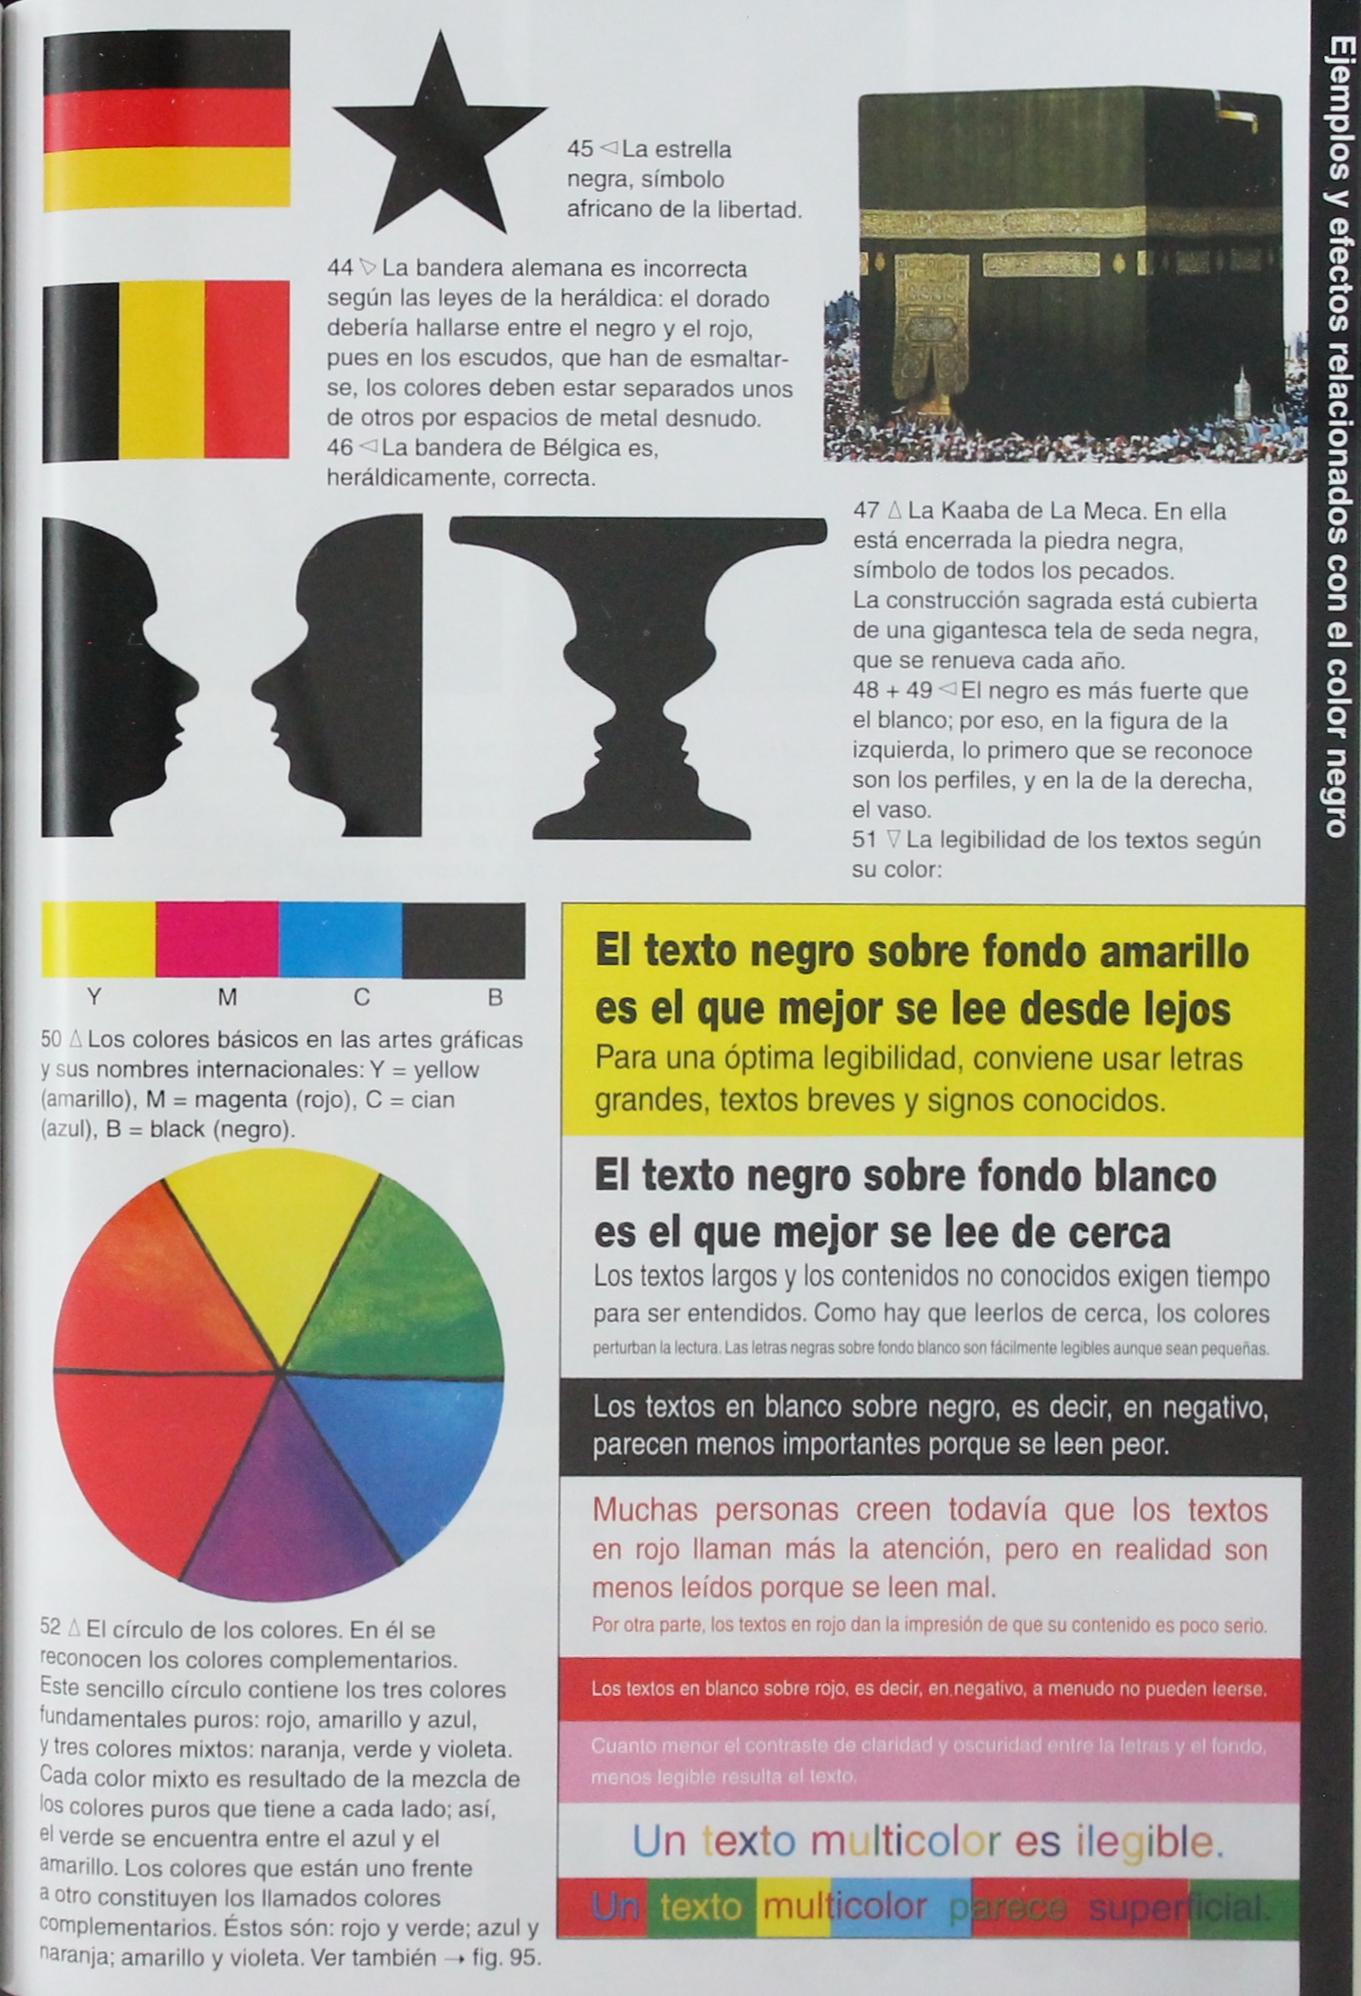 Ejemplos y efectos relacionados con el color negro
45 ◁ La estrella
negra, símbolo
africano de la libertad.
44 ▷ La bandera alemana es incorrecta
según las leyes de la heráldica: el dorado
debería hallarse entre el negro y el rojo,
pues en los escudos, que han de esmaltar-
se, los colores deben estar separados unos
de otros por espacios de metal desnudo.
46 ◁ La bandera de Bélgica es,
heráldicamente, correcta.
47 △ La Kaaba de La Meca. En ella
está encerrada la piedra negra,
símbolo de todos los pecados.
La construcción sagrada está cubierta
de una gigantesca tela de seda negra,
que se renueva cada año.
48 + 49 ◁ El negro es más fuerte que
el blanco; por eso, en la figura de la
izquierda, lo primero que se reconoce
son los perfiles, y en la de la derecha,
el vaso.
51 ▽ La legibilidad de los textos según
su color:
Y M C B
50 △ Los colores básicos en las artes gráficas
y sus nombres internacionales: Y = yellow
(amarillo), M = magenta (rojo), C = cian
(azul), B = black (negro).
52 △ El círculo de los colores. En él se
reconocen los colores complementarios.
Este sencillo círculo contiene los tres colores
fundamentales puros: rojo, amarillo y azul,
y tres colores mixtos: naranja, verde y violeta.
Cada color mixto es resultado de la mezcla de
los colores puros que tiene a cada lado; así,
el verde se encuentra entre el azul y el
amarillo. Los colores que están uno frente
a otro constituyen los llamados colores
complementarios. Éstos són: rojo y verde; azul y
naranja; amarillo y violeta. Ver también → fig. 95.
El texto negro sobre fondo amarillo
es el que mejor se lee desde lejos
Para una óptima legibilidad, conviene usar letras
grandes, textos breves y signos conocidos.
El texto negro sobre fondo blanco
es el que mejor se lee de cerca
Los textos largos y los contenidos no conocidos exigen tiempo
para ser entendidos. Como hay que leerlos de cerca, los colores
perturban la lectura. Las letras negras sobre fondo blanco son fácilmente legibles aunque sean pequeñas.
Los textos en blanco sobre negro, es decir, en negativo,
parecen menos importantes porque se leen peor.
Muchas personas creen todavía que los textos
en rojo llaman más la atención, pero en realidad son
menos leídos porque se leen mal.
Por otra parte, los textos en rojo dan la impresión de que su contenido es poco serio.
Los textos en blanco sobre rojo, es decir, en negativo, a menudo no pueden leerse.
Cuanto menor el contraste de claridad y oscuridad entre la letras y el fondo,
menos legible resulta el texto.
Un texto multicolor es ilegible.
Un texto multicolor parece superficial.